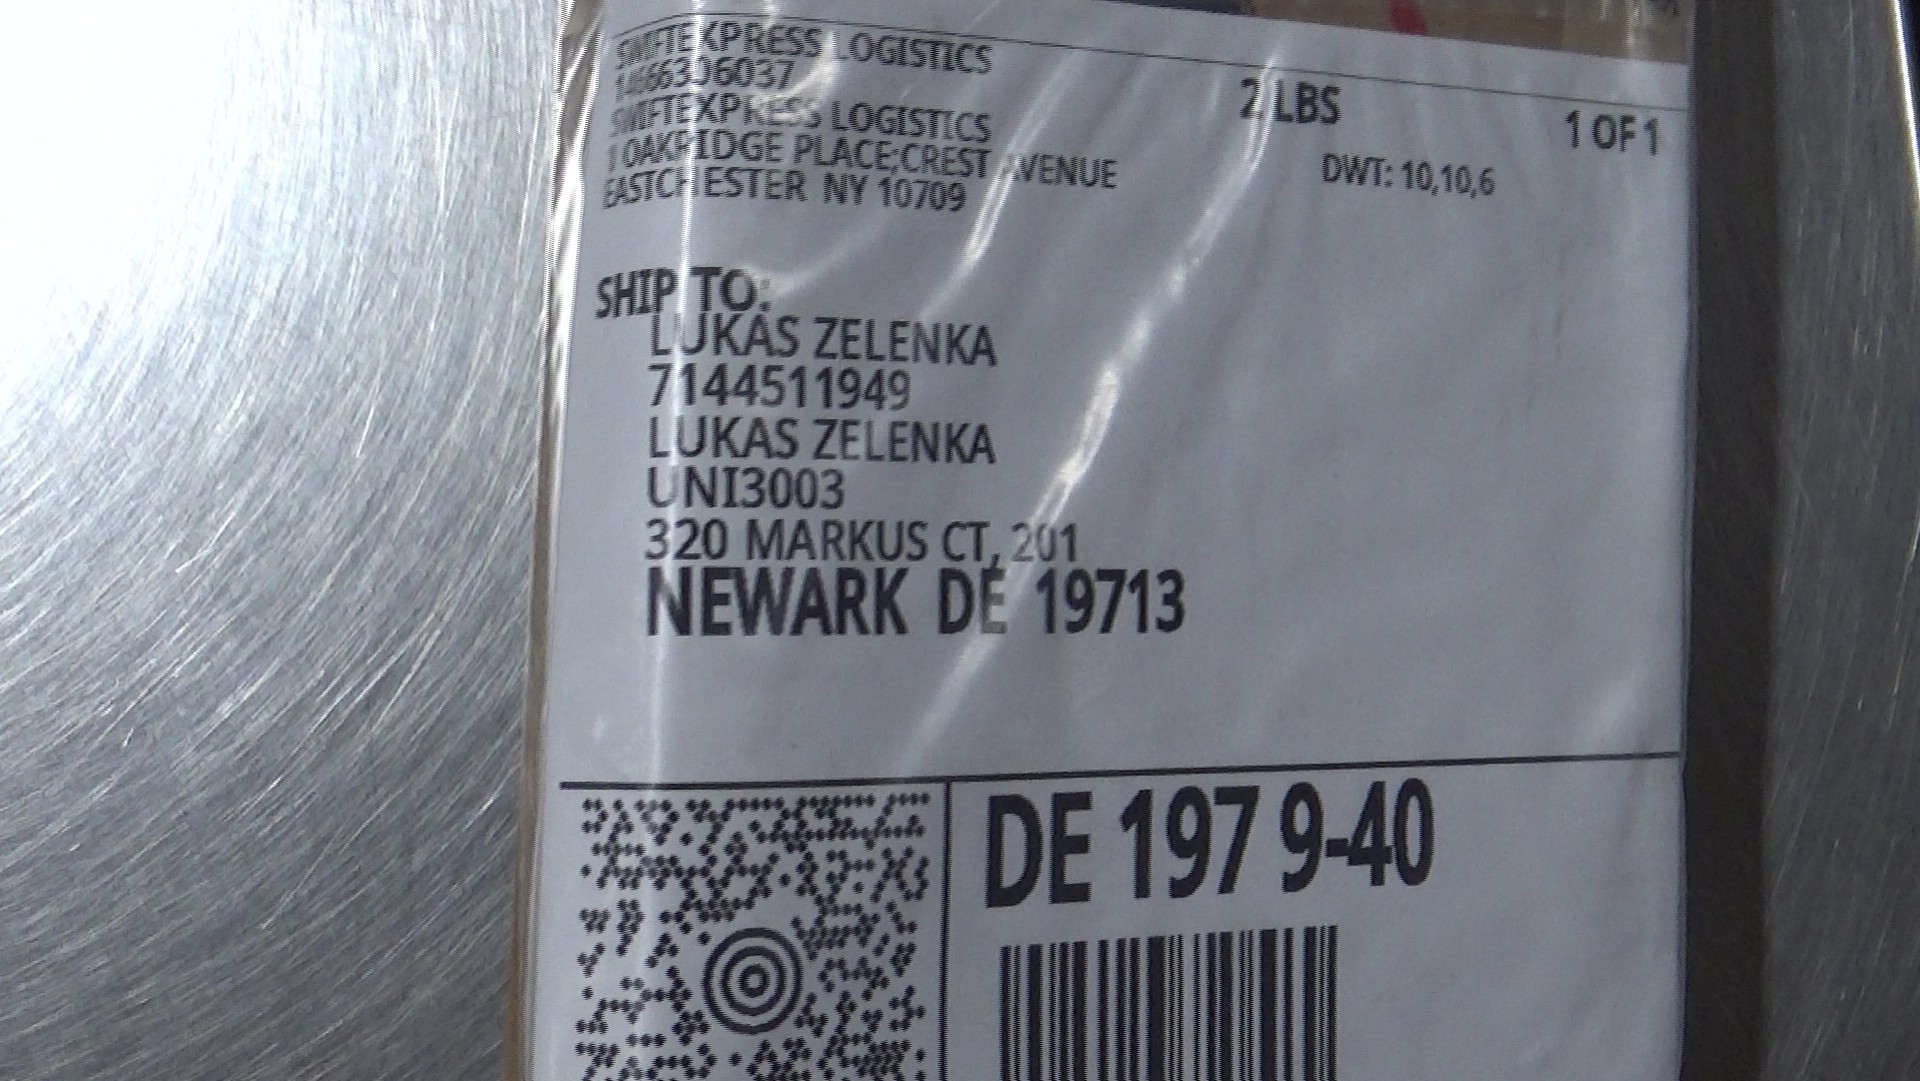 SWIFTEXPRESS LOGISTICS
SWIFTEXPRESS LOGISTICS
1 OAKRIDGE PLACE;CREST AVENUE
EASTCHESTER NY 10709
2 LBS
1 OF 1
DWT: 10,10,6
SHIP TO:
LUKAS ZELENKA
7144511949
LUKAS ZELENKA
UNI3003
320 MARKUS CT, 201
NEWARK DE 19713
DE 197 9-40